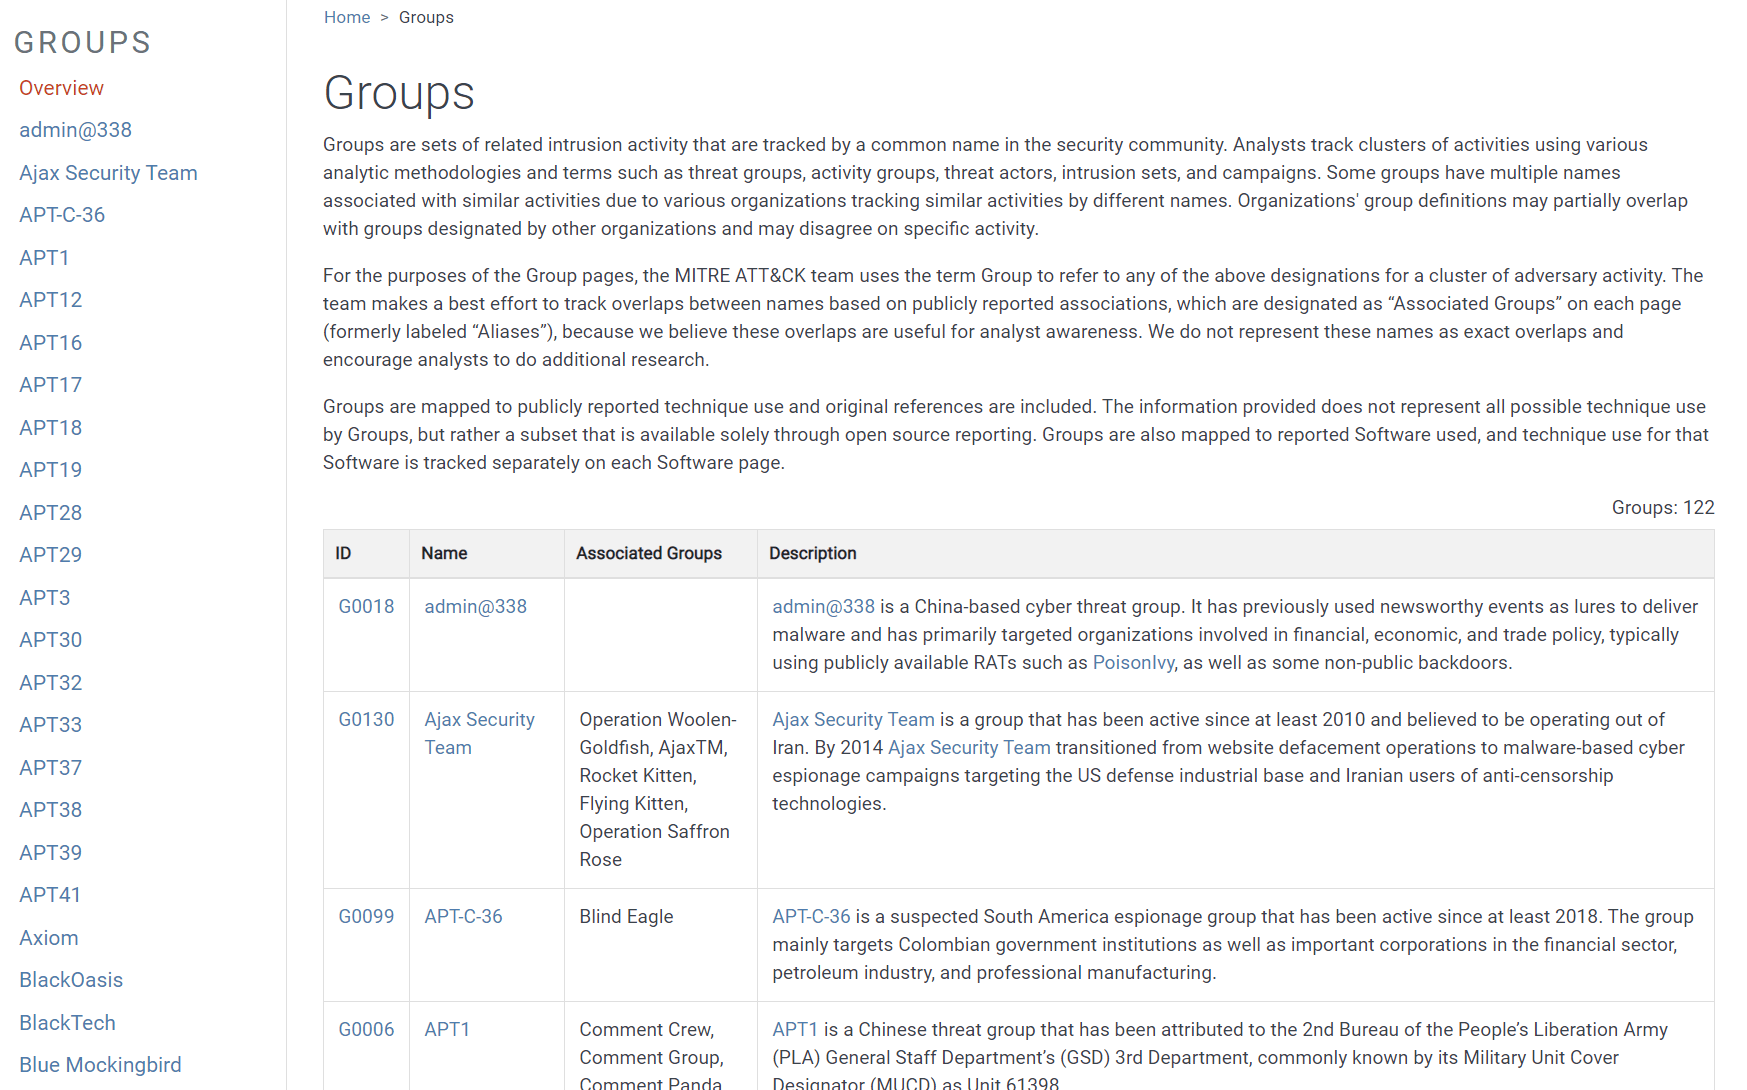 GROUPS
Overview
admin@338
Ajax Security Team
APT-C-36
APT1
APT12
APT16
APT17
APT18
APT19
APT28
APT29
APT3
APT30
APT32
APT33
APT37
APT38
APT39
APT41
Axiom
BlackOasis
BlackTech
Blue Mockingbird
Home > Groups
Groups
Groups are sets of related intrusion activity that are tracked by a common name in the security community. Analysts track clusters of activities using various
analytic methodologies and terms such as threat groups, activity groups, threat actors, intrusion sets, and campaigns. Some groups have multiple names
associated with similar activities due to various organizations tracking similar activities by different names. Organizations' group definitions may partially overlap
with groups designated by other organizations and may disagree on specific activity.
For the purposes of the Group pages, the MITRE ATT&CK team uses the term Group to refer to any of the above designations for a cluster of adversary activity. The
team makes a best effort to track overlaps between names based on publicly reported associations, which are designated as “Associated Groups” on each page
(formerly labeled “Aliases”), because we believe these overlaps are useful for analyst awareness. We do not represent these names as exact overlaps and
encourage analysts to do additional research.
Groups are mapped to publicly reported technique use and original references are included. The information provided does not represent all possible technique use
by Groups, but rather a subset that is available solely through open source reporting. Groups are also mapped to reported Software used, and technique use for that
Software is tracked separately on each Software page.
Groups: 122
ID Name Associated Groups Description
G0018 admin@338 admin@338 is a China-based cyber threat group. It has previously used newsworthy events as lures to deliver
malware and has primarily targeted organizations involved in financial, economic, and trade policy, typically
using publicly available RATs such as PoisonIvy, as well as some non-public backdoors.
G0130 Ajax Security Operation Woolen- Ajax Security Team is a group that has been active since at least 2010 and believed to be operating out of
Team Goldfish, AjaxTM, Iran. By 2014 Ajax Security Team transitioned from website defacement operations to malware-based cyber
Rocket Kitten, espionage campaigns targeting the US defense industrial base and Iranian users of anti-censorship
Flying Kitten, technologies.
Operation Saffron
Rose
G0099 APT-C-36 Blind Eagle APT-C-36 is a suspected South America espionage group that has been active since at least 2018. The group
mainly targets Colombian government institutions as well as important corporations in the financial sector,
petroleum industry, and professional manufacturing.
G0006 APT1 Comment Crew, APT1 is a Chinese threat group that has been attributed to the 2nd Bureau of the People’s Liberation Army
Comment Group, (PLA) General Staff Department’s (GSD) 3rd Department, commonly known by its Military Unit Cover
Comment Panda Designator (MUCD) as Unit 61398